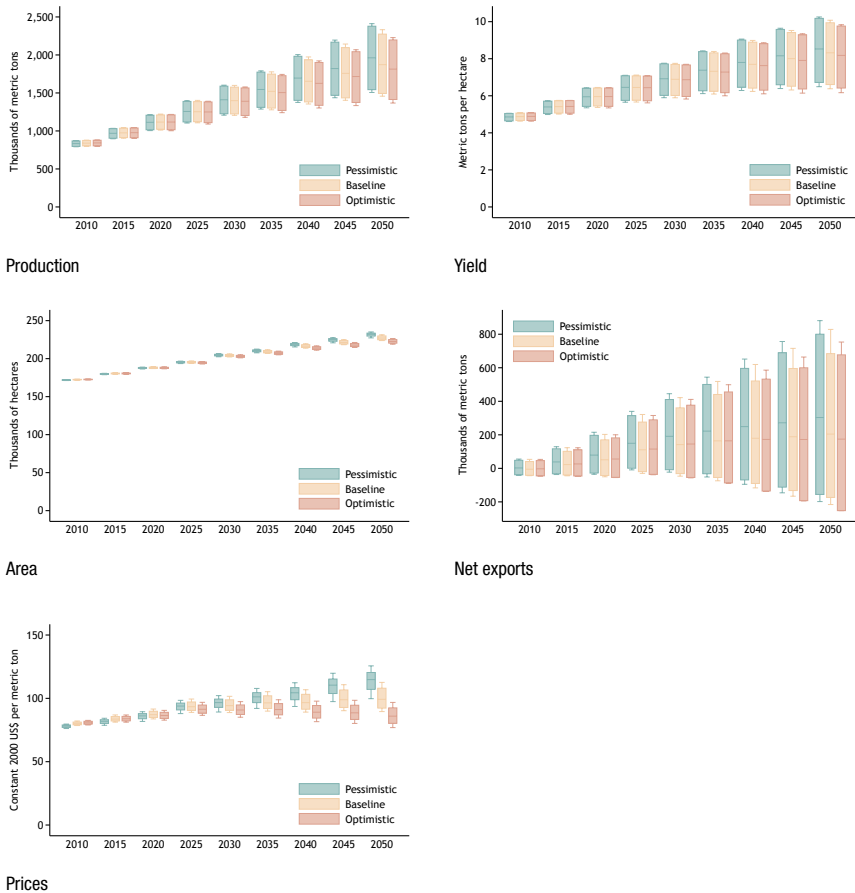 2,500
2,000
1,500
1,000
500
0
Thousands of metric tons
Pessimistic
Baseline
Optimistic
2010 2015 2020 2025 2030 2035 2040 2045 2050
Production
10
8
6
4
2
0
Metric tons per hectare
Pessimistic
Baseline
Optimistic
2010 2015 2020 2025 2030 2035 2040 2045 2050
Yield
250
200
150
100
50
0
Thousands of hectares
Pessimistic
Baseline
Optimistic
2010 2015 2020 2025 2030 2035 2040 2045 2050
Area
800
600
400
200
0
-200
Thousands of metric tons
Pessimistic
Baseline
Optimistic
2010 2015 2020 2025 2030 2035 2040 2045 2050
Net exports
150
100
50
0
Constant 2000 US$ per metric ton
Pessimistic
Baseline
Optimistic
2010 2015 2020 2025 2030 2035 2040 2045 2050
Prices